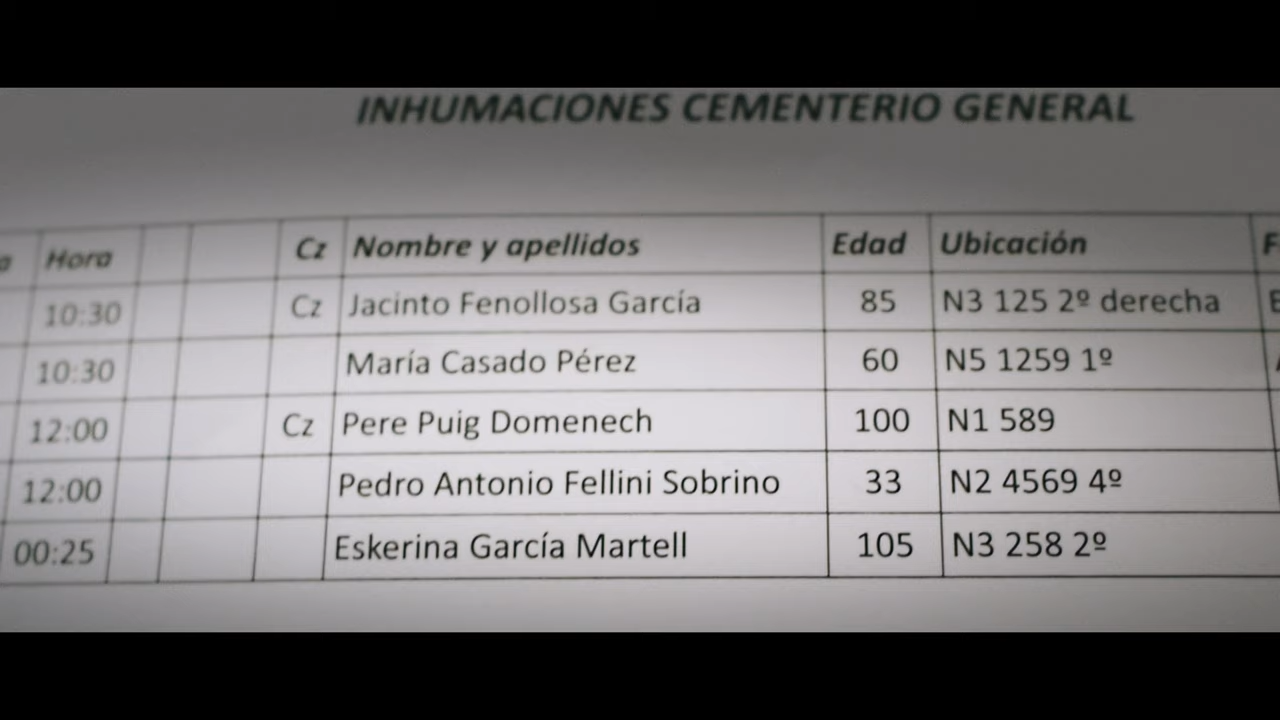 INHUMACIONES CEMENTERIO GENERAL
Hora Cz Nombre y apellidos Edad Ubicación
10:30 Cz Jacinto Fenollosa García 85 N3 125 2º derecha
10:30 María Casado Pérez 60 N5 1259 1º
12:00 Cz Pere Puig Domenech 100 N1 589
12:00 Pedro Antonio Fellini Sobrino 33 N2 4569 4º
00:25 Eskerina García Martell 105 N3 258 2º